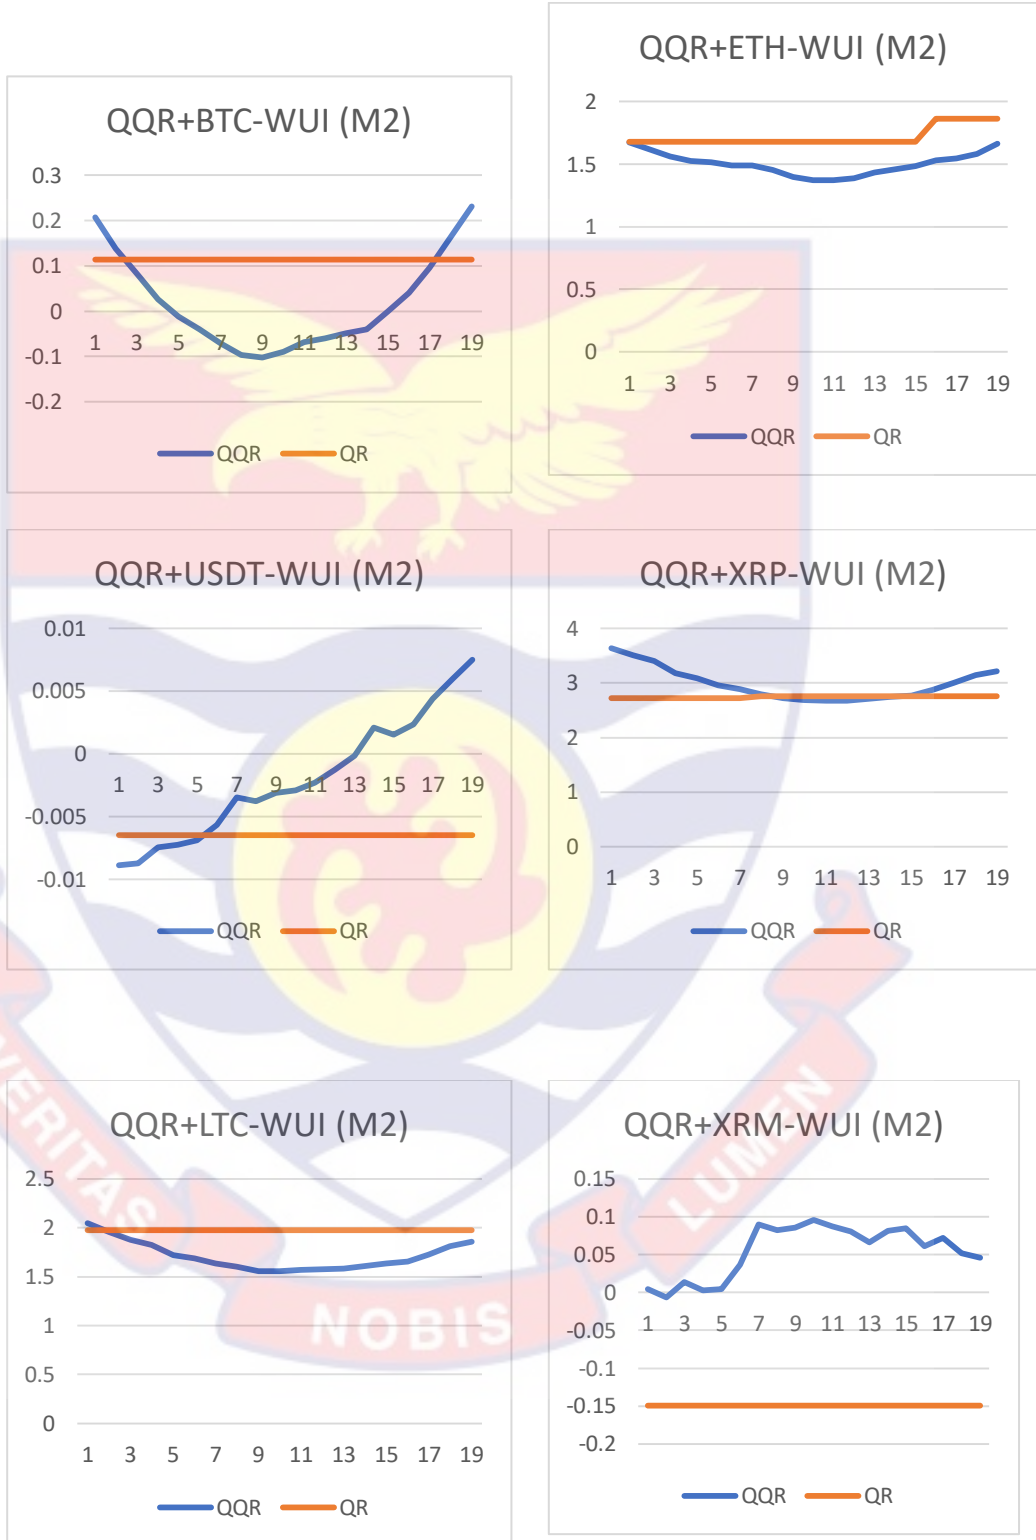 QQR+BTC-WUI (M2)
0.3
0.2
0.1
0
-0.1
-0.2
1 3 5 7 9 11 13 15 17 19
QQR QR
QQR+ETH-WUI (M2)
2
1.5
1
0.5
0
1 3 5 7 9 11 13 15 17 19
QQR QR
QQR+USDT-WUI (M2)
0.01
0.005
0
-0.005
-0.01
1 3 5 7 9 11 13 15 17 19
QQR QR
QQR+XRP-WUI (M2)
4
3
2
1
0
1 3 5 7 9 11 13 15 17 19
QQR QR
QQR+LTC-WUI (M2)
2.5
2
1.5
1
0.5
0
1 3 5 7 9 11 13 15 17 19
QQR QR
QQR+XRM-WUI (M2)
0.15
0.1
0.05
0
-0.05
-0.1
-0.15
-0.2
1 3 5 7 9 11 13 15 17 19
QQR QR
VERITAS
NOBIS
LUMEN